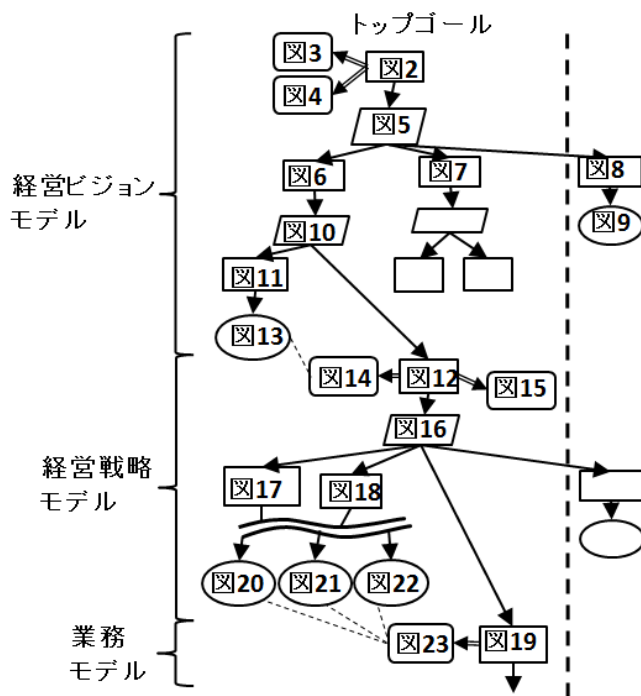 トップゴール
図3
図2
図4
図5
図6
図7
図8
経営ビジョン
モデル
図9
図10
図11
図13
図14
図12
図15
図16
経営戦略
モデル
図17
図18
図20
図21
図22
業務
モデル
図23
図19